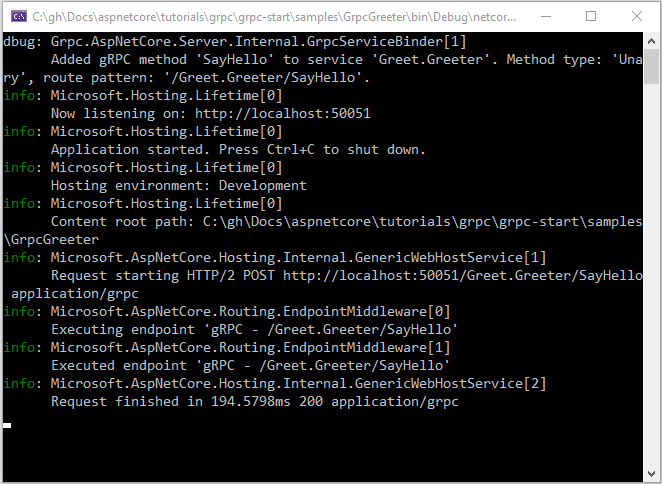 C:\gh\Docs\aspnetcore\tutorials\grpc\grpc-start\samples\GrpcGreeter\bin\Debug\netcor...
dbug: Grpc.AspNetCore.Server.Internal.GrpcServiceBinder[1]
      Added gRPC method 'SayHello' to service 'Greet.Greeter'. Method type: 'Una
ry', route pattern: '/Greet.Greeter/SayHello'.
info: Microsoft.Hosting.Lifetime[0]
      Now listening on: http://localhost:50051
info: Microsoft.Hosting.Lifetime[0]
      Application started. Press Ctrl+C to shut down.
info: Microsoft.Hosting.Lifetime[0]
      Hosting environment: Development
info: Microsoft.Hosting.Lifetime[0]
      Content root path: C:\gh\Docs\aspnetcore\tutorials\grpc\grpc-start\samples
\GrpcGreeter
info: Microsoft.AspNetCore.Hosting.Internal.GenericWebHostService[1]
      Request starting HTTP/2 POST http://localhost:50051/Greet.Greeter/SayHello
 application/grpc
info: Microsoft.AspNetCore.Routing.EndpointMiddleware[0]
      Executing endpoint 'gRPC - /Greet.Greeter/SayHello'
info: Microsoft.AspNetCore.Routing.EndpointMiddleware[1]
      Executed endpoint 'gRPC - /Greet.Greeter/SayHello'
info: Microsoft.AspNetCore.Hosting.Internal.GenericWebHostService[2]
      Request finished in 194.5798ms 200 application/grpc